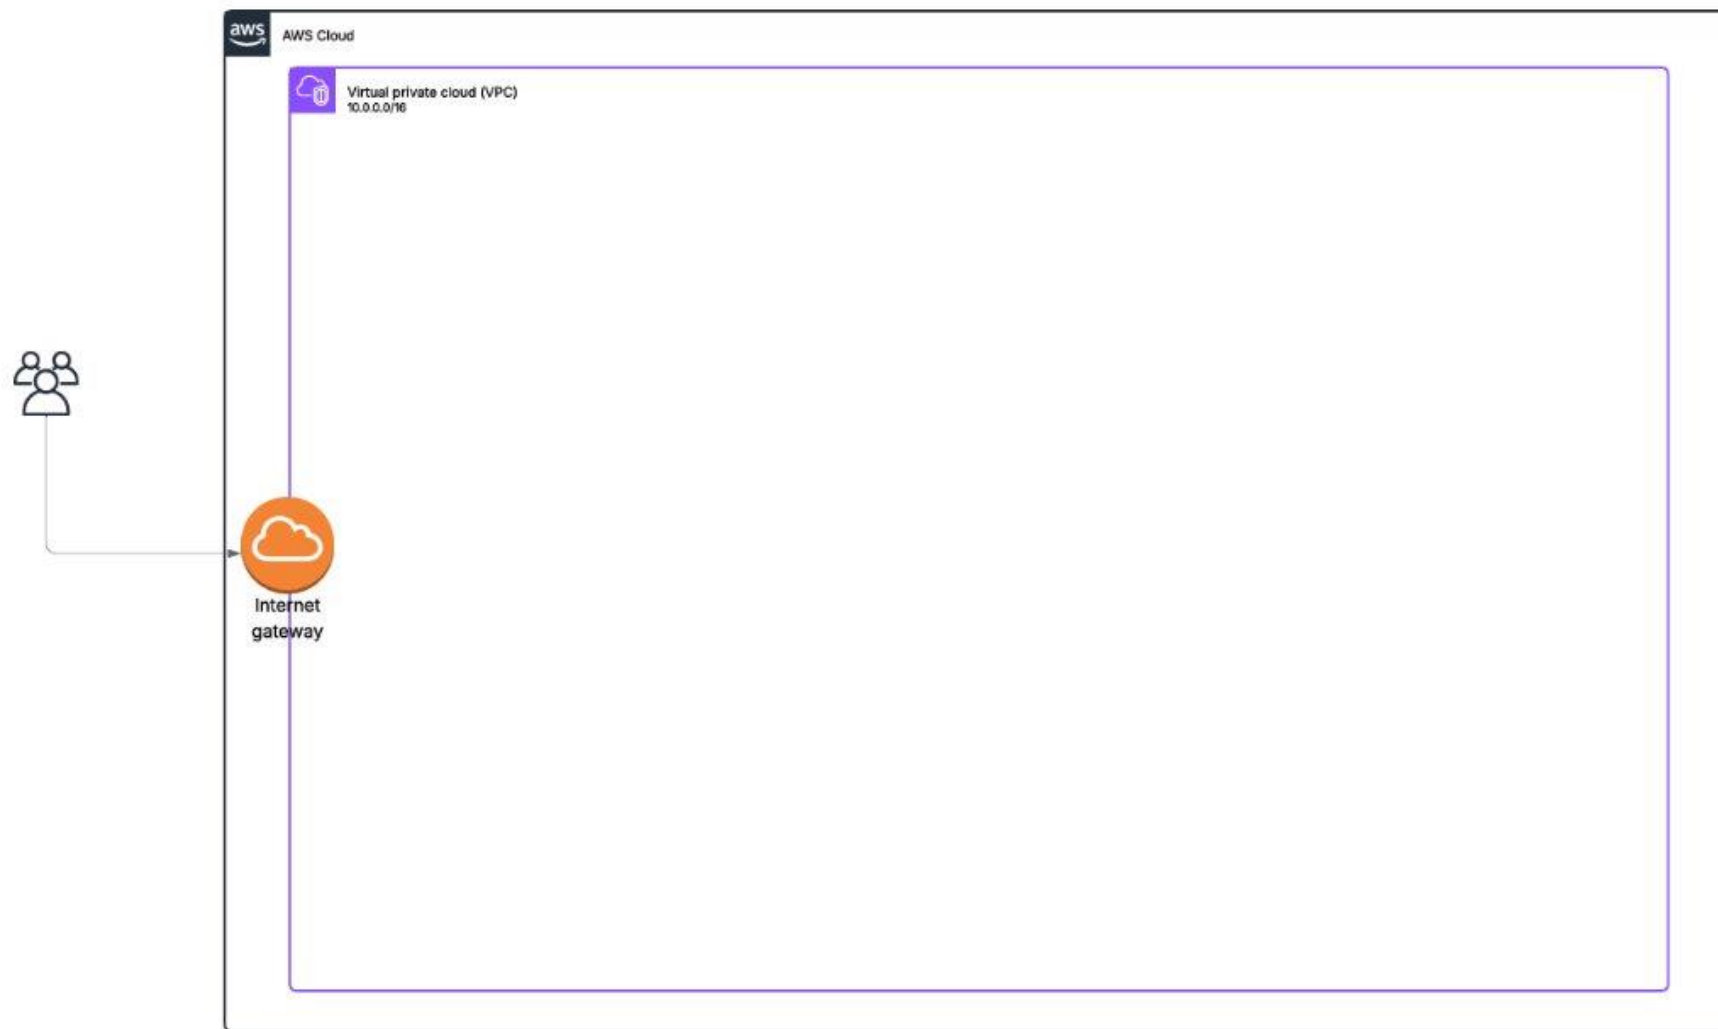 aws
AWS Cloud
Virtual private cloud (VPC)
10.0.0.0/16
Internet
gateway